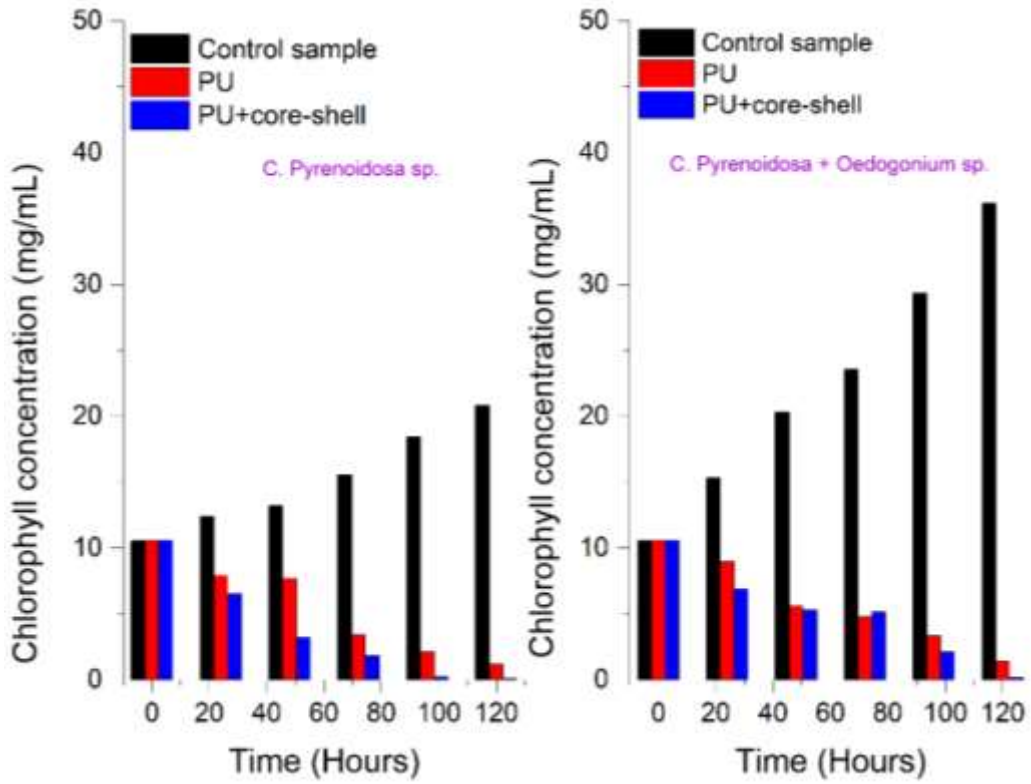 50
40
30
20
10
0
Chlorophyll concentration (mg/mL)
Control sample
PU
PU+core-shell
C. Pyrenoidosa sp.
0 20 40 60 80 100 120
Time (Hours)
50
40
30
20
10
0
Chlorophyll concentration (mg/mL)
Control sample
PU
PU+core-shell
C. Pyrenoidosa + Oedogonium sp.
0 20 40 60 80 100 120
Time (Hours)